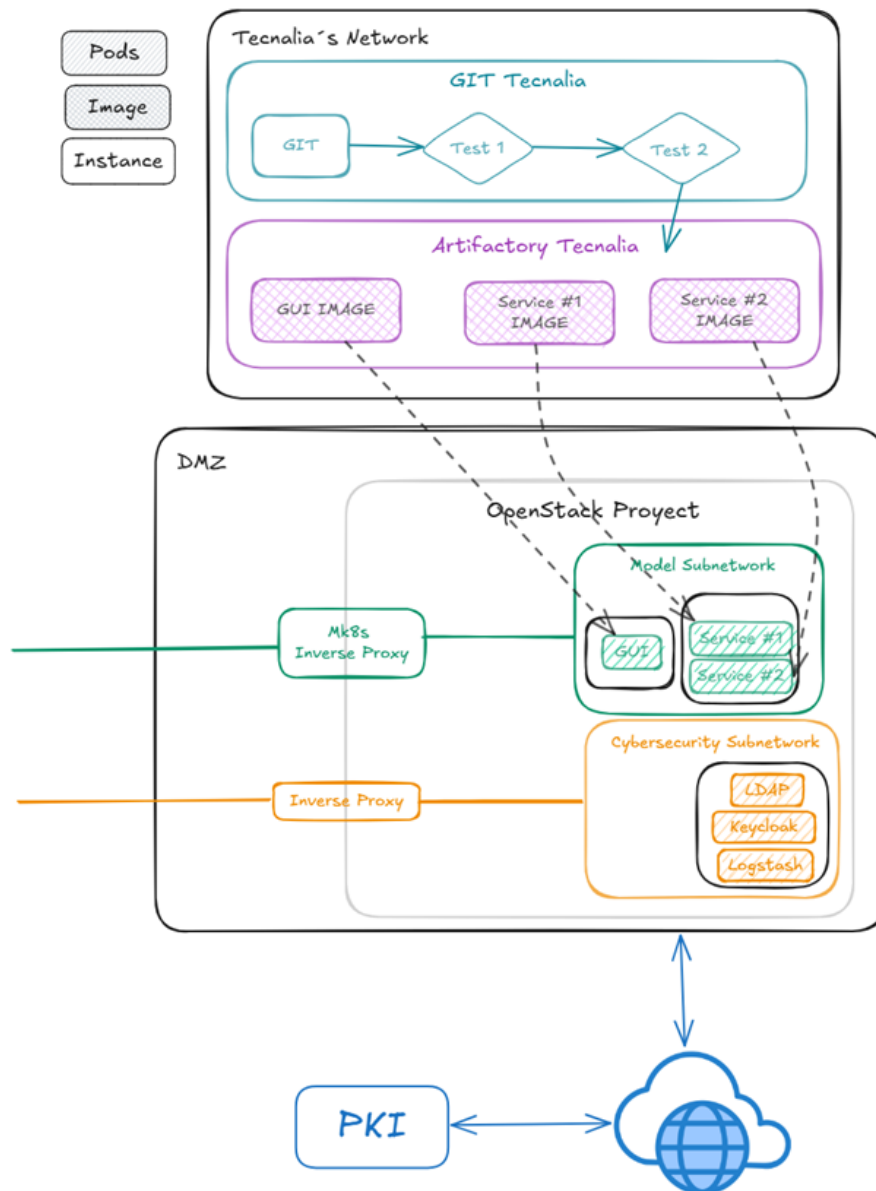 Tecnalia´s Network
Pods
Image
Instance
GIT Tecnalia
GIT
Test 1
Test 2
Artifactory Tecnalia
GUI IMAGE
Service #1
IMAGE
Service #2
IMAGE
DMZ
OpenStack Proyect
Model Subnetwork
Mk8s
Inverse Proxy
GUI
Service #1
Service #2
Cybersecurity Subnetwork
Inverse Proxy
LDAP
Keycloak
Logstash
PKI